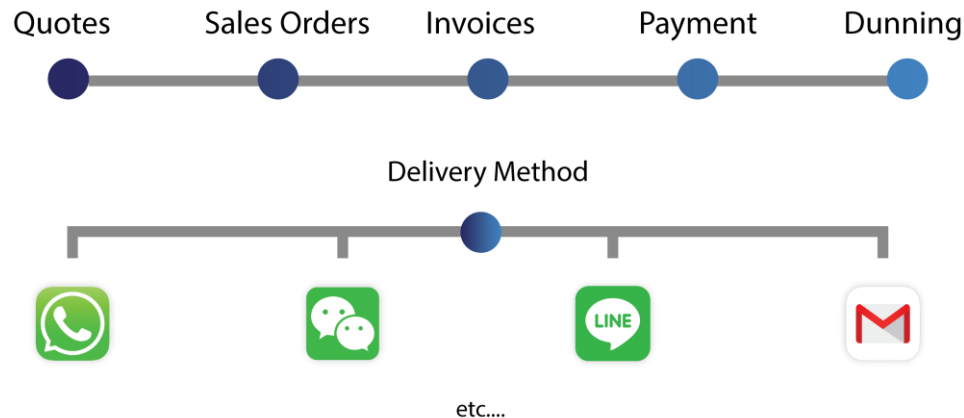 Quotes Sales Orders Invoices Payment Dunning
Delivery Method
LINE
etc....